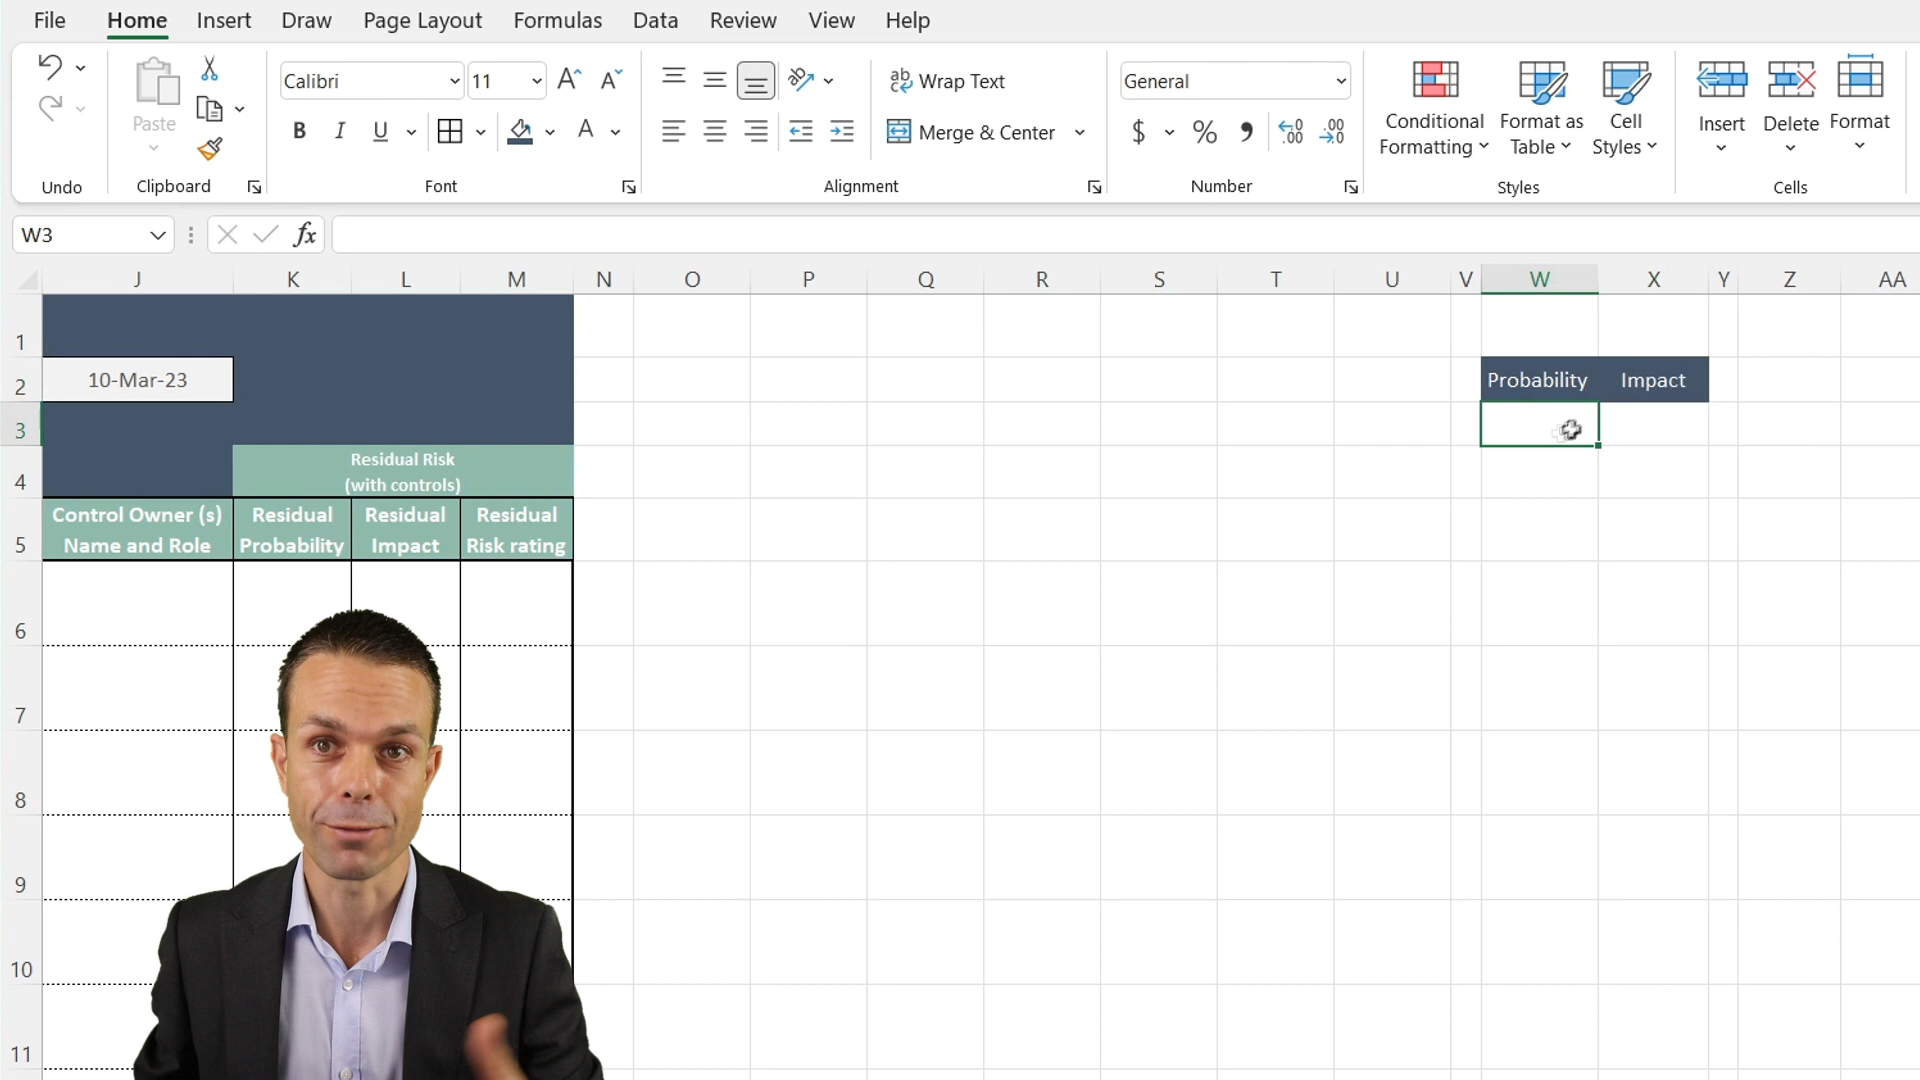 File Home Insert Draw Page Layout Formulas Data Review View Help
Calibri 11 Wrap Text General
Paste Merge & Center $ % Conditional Formatting Format as Table Cell Styles Insert Delete Format
Undo Clipboard Font Alignment Number Styles Cells
W3 fx
J K L M N O P Q R S T U V W X Y Z AA
1
2 10-Mar-23 Probability Impact
3
4 Residual Risk
(with controls)
5 Control Owner (s) Residual Residual Residual
Name and Role Probability Impact Risk rating
6
7
8
9
10
11